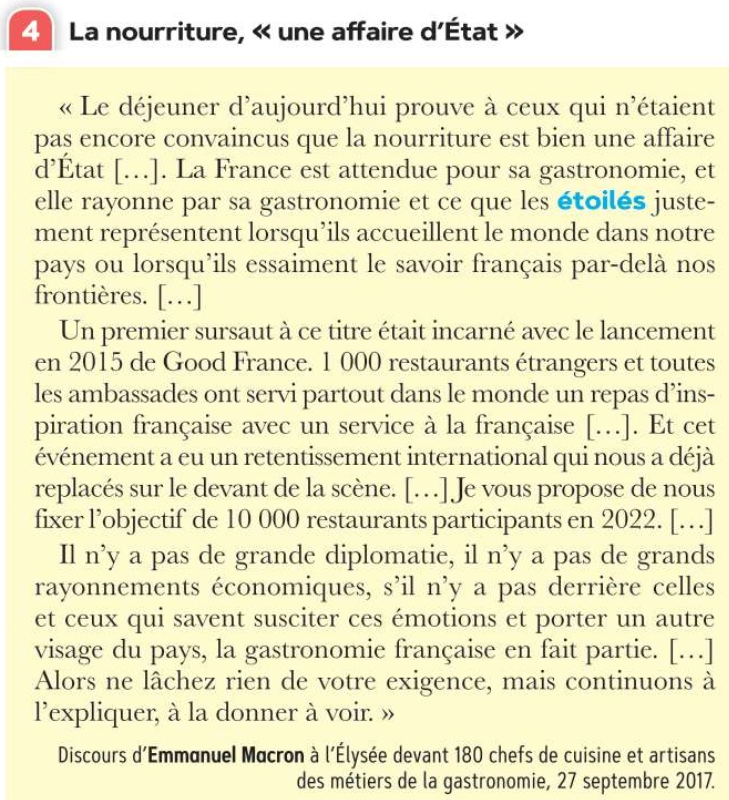 4 La nourriture, « une affaire d'État »
« Le déjeuner d'aujourd'hui prouve à ceux qui n'étaient
pas encore convaincus que la nourriture est bien une affaire
d'État […]. La France est attendue pour sa gastronomie, et
elle rayonne par sa gastronomie et ce que les étoilés juste-
ment représentent lorsqu'ils accueillent le monde dans notre
pays ou lorsqu'ils essaiment le savoir français par-delà nos
frontières. […]
Un premier sursaut à ce titre était incarné avec le lancement
en 2015 de Good France. 1 000 restaurants étrangers et toutes
les ambassades ont servi partout dans le monde un repas d'ins-
piration française avec un service à la française […]. Et cet
événement a eu un retentissement international qui nous a déjà
replacés sur le devant de la scène. […] Je vous propose de nous
fixer l'objectif de 10 000 restaurants participants en 2022. […]
Il n'y a pas de grande diplomatie, il n'y a pas de grands
rayonnements économiques, s'il n'y a pas derrière celles
et ceux qui savent susciter ces émotions et porter un autre
visage du pays, la gastronomie française en fait partie. […]
Alors ne lâchez rien de votre exigence, mais continuons à
l'expliquer, à la donner à voir. »
Discours d'Emmanuel Macron à l'Élysée devant 180 chefs de cuisine et artisans
des métiers de la gastronomie, 27 septembre 2017.